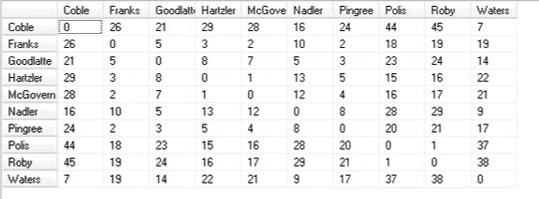 Coble Franks Goodlatte Hartzler McGove Nadler Pingree Polis Roby Waters
Coble 0 26 21 29 28 16 24 44 45 7
Franks 26 0 5 3 2 10 2 18 19 19
Goodlatte 21 5 0 8 7 5 3 23 24 14
Hartzler 29 3 8 0 1 13 5 15 16 22
McGovern 28 2 7 1 0 12 4 16 17 21
Nadler 16 10 5 13 12 0 8 28 29 9
Pingree 24 2 3 5 4 8 0 20 21 17
Polis 44 18 23 15 16 28 20 0 1 37
Roby 45 19 24 16 17 29 21 1 0 38
Waters 7 19 14 22 21 9 17 37 38 0